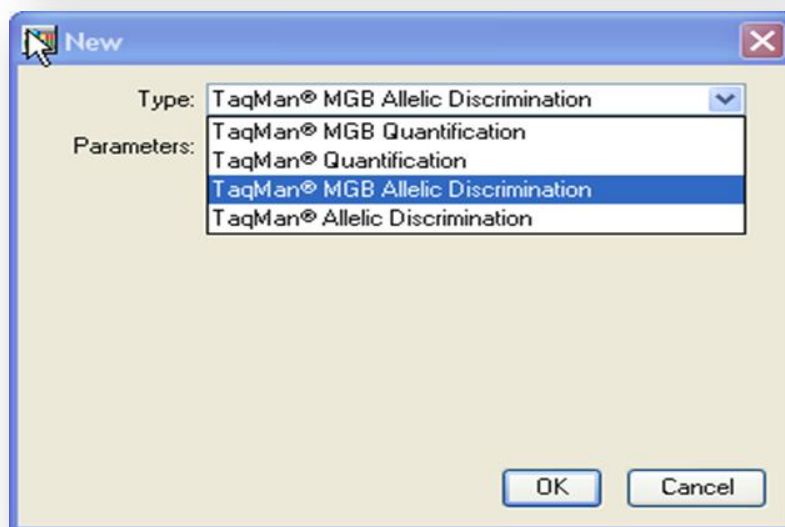 New
Type: TaqMan® MGB Allelic Discrimination
Parameters:
TaqMan® MGB Quantification
TaqMan® Quantification
TaqMan® MGB Allelic Discrimination
TaqMan® Allelic Discrimination
OK Cancel